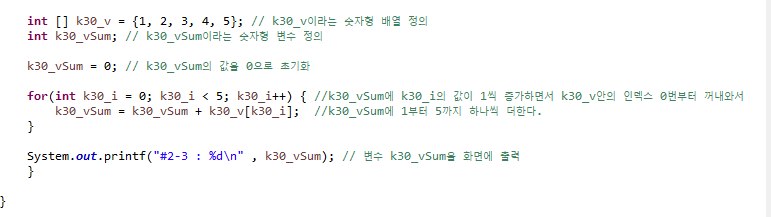 int [] k30_v = {1, 2, 3, 4, 5}; // k30_v이라는 숫자형 배열 정의
int k30_vSum; // k30_vSum이라는 숫자형 변수 정의
k30_vSum = 0; // k30_vSum의 값을 0으로 초기화
for(int k30_i = 0; k30_i < 5; k30_i++) { //k30_vSum에 k30_i의 값이 1씩 증가하면서 k30_v안의 인덱스 0번부터 꺼내와서
k30_vSum = k30_vSum + k30_v[k30_i]; //k30_vSum에 1부터 5까지 하나씩 더한다.
}
System.out.printf("#2-3 : %d\n" , k30_vSum); // 변수 k30_vSum을 화면에 출력
}
}